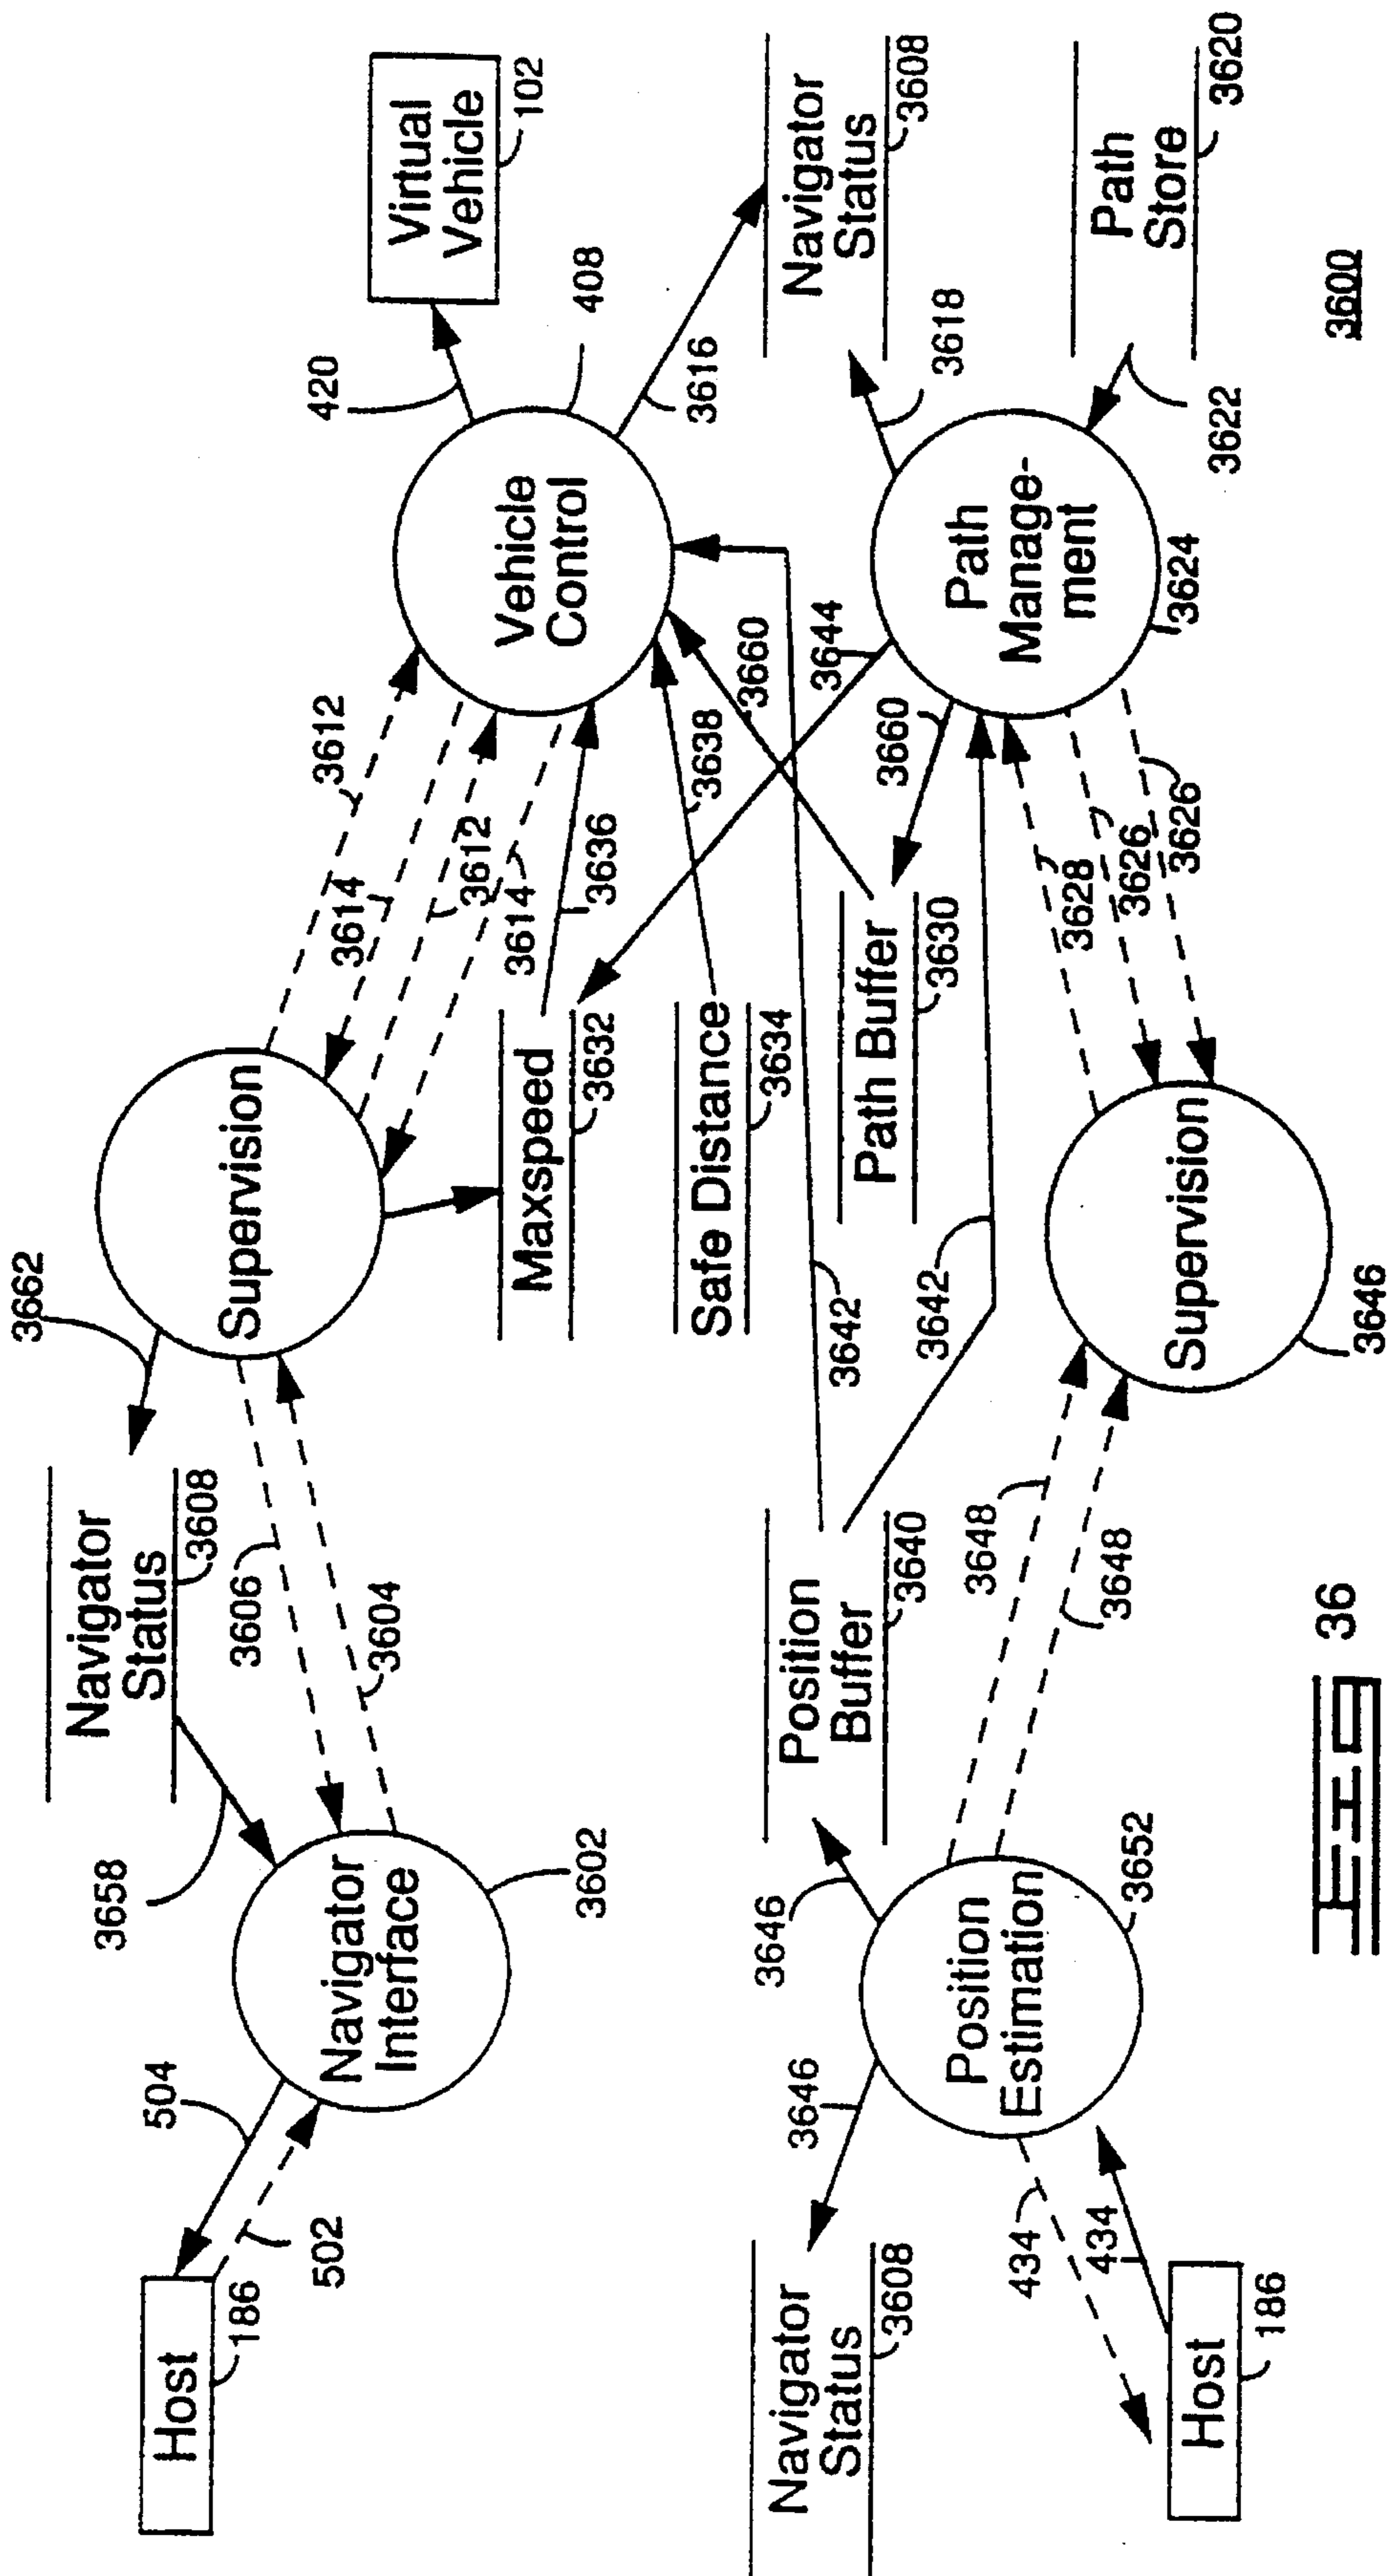 Host
186
504
502
Navigator
Interface
3602
3658
Navigator
Status
3608
3606
3604
3662
Supervision
3612
3614
3612
3614
Maxspeed
3632
3636
Safe Distance
3634
3638
Vehicle
Control
408
420
Virtual
Vehicle
102
3616
Navigator
Status
3608
3618
3660
3644
3660
Path Buffer
3630
3642
3642
Path
Manage-
ment
3624
3622
Path
Store
3620
3628
3626
3626
Supervision
3646
3648
3648
Position
Buffer
3640
3646
Position
Estimation
3652
3646
Navigator
Status
3608
434
434
Host
186
FIG 36
3600